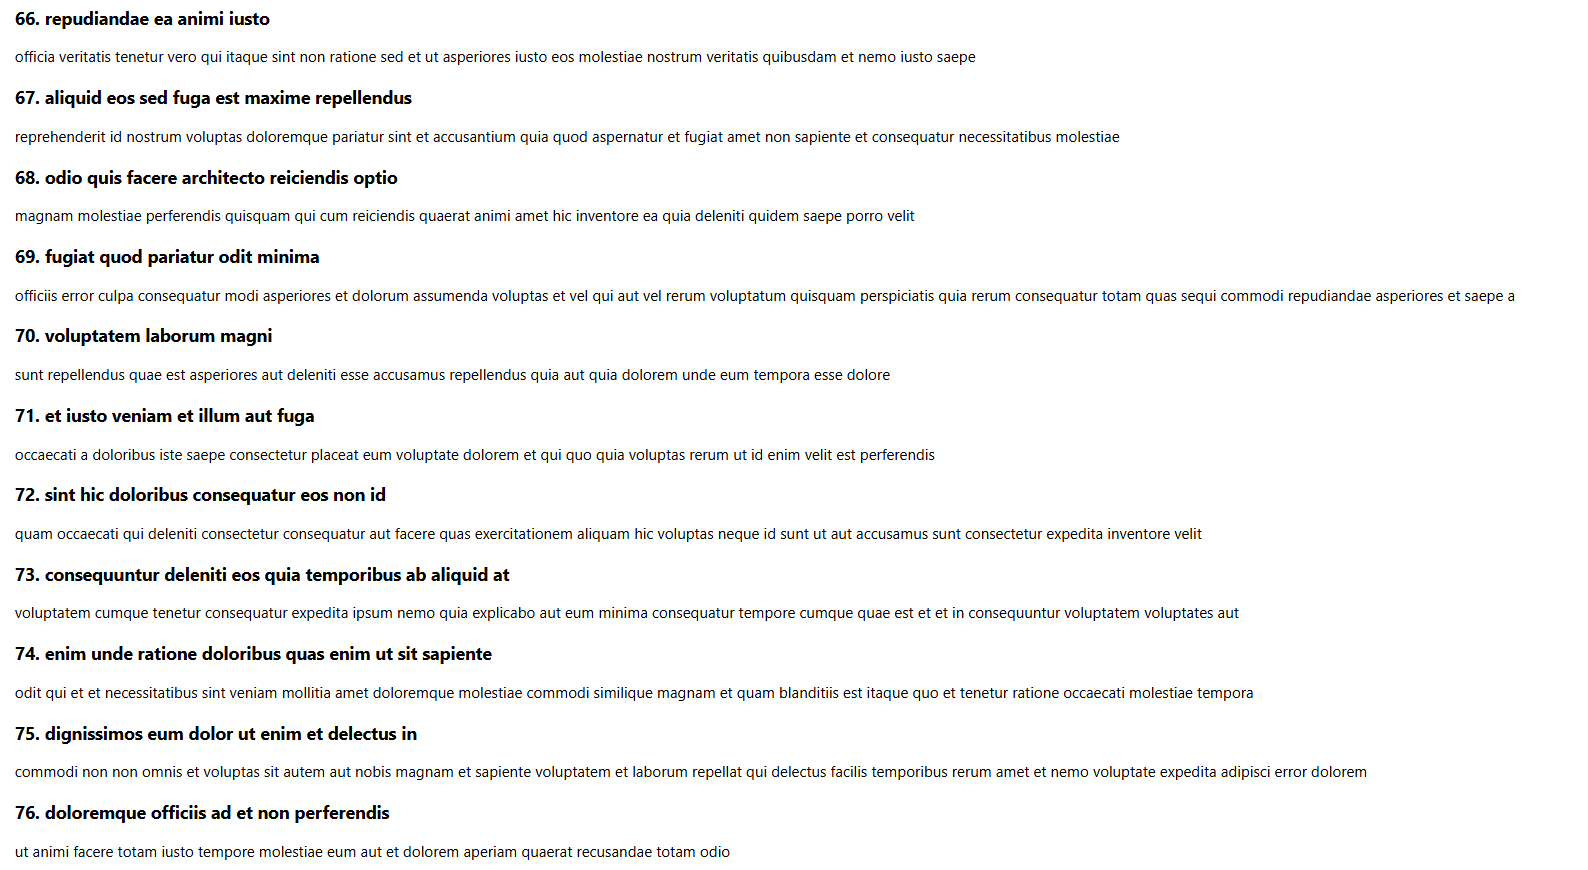 66. repudiandae ea animi iusto
officia veritatis tenetur vero qui itaque sint non ratione sed et ut asperiores iusto eos molestiae nostrum veritatis quibusdam et nemo iusto saepe
67. aliquid eos sed fuga est maxime repellendus
reprehenderit id nostrum voluptas doloremque pariatur sint et accusantium quia quod aspernatur et fugiat amet non sapiente et consequatur necessitatibus molestiae
68. odio quis facere architecto reiciendis optio
magnam molestiae perferendis quisquam qui cum reiciendis quaerat animi amet hic inventore ea quia deleniti quidem saepe porro velit
69. fugiat quod pariatur odit minima
officiis error culpa consequatur modi asperiores et dolorum assumenda voluptas et vel qui aut vel rerum voluptatum quisquam perspiciatis quia rerum consequatur totam quas sequi commodi repudiandae asperiores et saepe a
70. voluptatem laborum magni
sunt repellendus quae est asperiores aut deleniti esse accusamus repellendus quia aut quia dolorem unde eum tempora esse dolore
71. et iusto veniam et illum aut fuga
occaecati a doloribus iste saepe consectetur placeat eum voluptate dolorem et qui quo quia voluptas rerum ut id enim velit est perferendis
72. sint hic doloribus consequatur eos non id
quam occaecati qui deleniti consectetur consequatur aut facere quas exercitationem aliquam hic voluptas neque id sunt ut aut accusamus sunt consectetur expedita inventore velit
73. consequuntur deleniti eos quia temporibus ab aliquid at
voluptatem cumque tenetur consequatur expedita ipsum nemo quia explicabo aut eum minima consequatur tempore cumque quae est et et in consequuntur voluptatem voluptates aut
74. enim unde ratione doloribus quas enim ut sit sapiente
odit qui et et necessitatibus sint veniam mollitia amet doloremque molestiae commodi similique magnam et quam blanditiis est itaque quo et tenetur ratione occaecati molestiae tempora
75. dignissimos eum dolor ut enim et delectus in
commodi non non omnis et voluptas sit autem aut nobis magnam et sapiente voluptatem et laborum repellat qui delectus facilis temporibus rerum amet et nemo voluptate expedita adipisci error dolorem
76. doloremque officiis ad et non perferendis
ut animi facere totam iusto tempore molestiae eum aut et dolorem aperiam quaerat recusandae totam odio